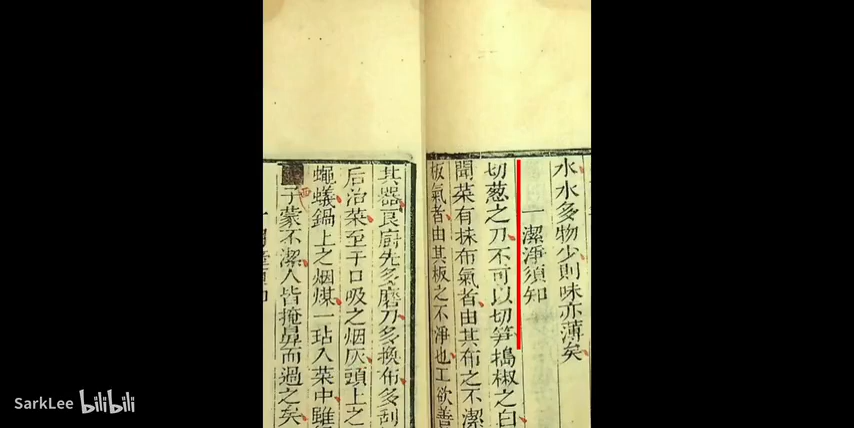 水水多物少則味亦薄矣
一潔淨須知
切葱之刀不可以切笋搗椒之臼
聞菜有抹布氣者由其布之不潔
板氣者由其板之不淨也工欲善
其器良廚先多磨刀多換布多刮
后治菜至于口吸之烟灰頭上之
蠅蟻鍋上之烟煤一玷入菜中雖
子蒙不潔人皆掩鼻而過之矣
SarkLee bilibili